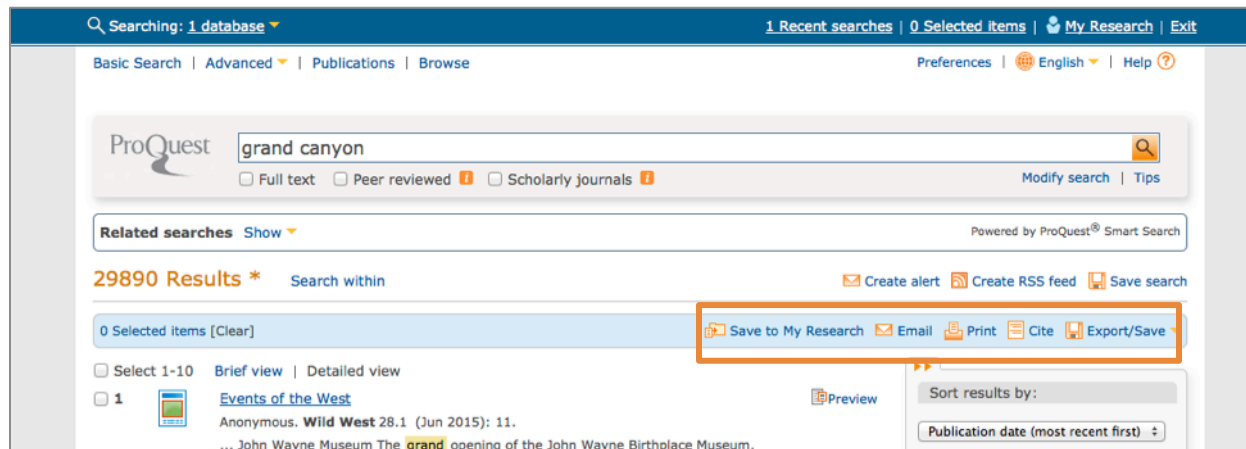 Searching: 1 database 1 Recent searches | 0 Selected items | My Research | Exit
Basic Search | Advanced | Publications | Browse Preferences | English | Help ?
ProQuest grand canyon
Full text Peer reviewed i Scholarly journals i Modify search | Tips
Related searches Show Powered by ProQuest® Smart Search
29890 Results * Search within Create alert Create RSS feed Save search
0 Selected items [Clear] Save to My Research Email Print Cite Export/Save
Select 1-10 Brief view | Detailed view
1 Events of the West Preview Sort results by:
Anonymous. Wild West 28.1 (Jun 2015): 11.
Publication date (most recent first)
... John Wayne Museum The grand opening of the John Wayne Birthplace Museum,